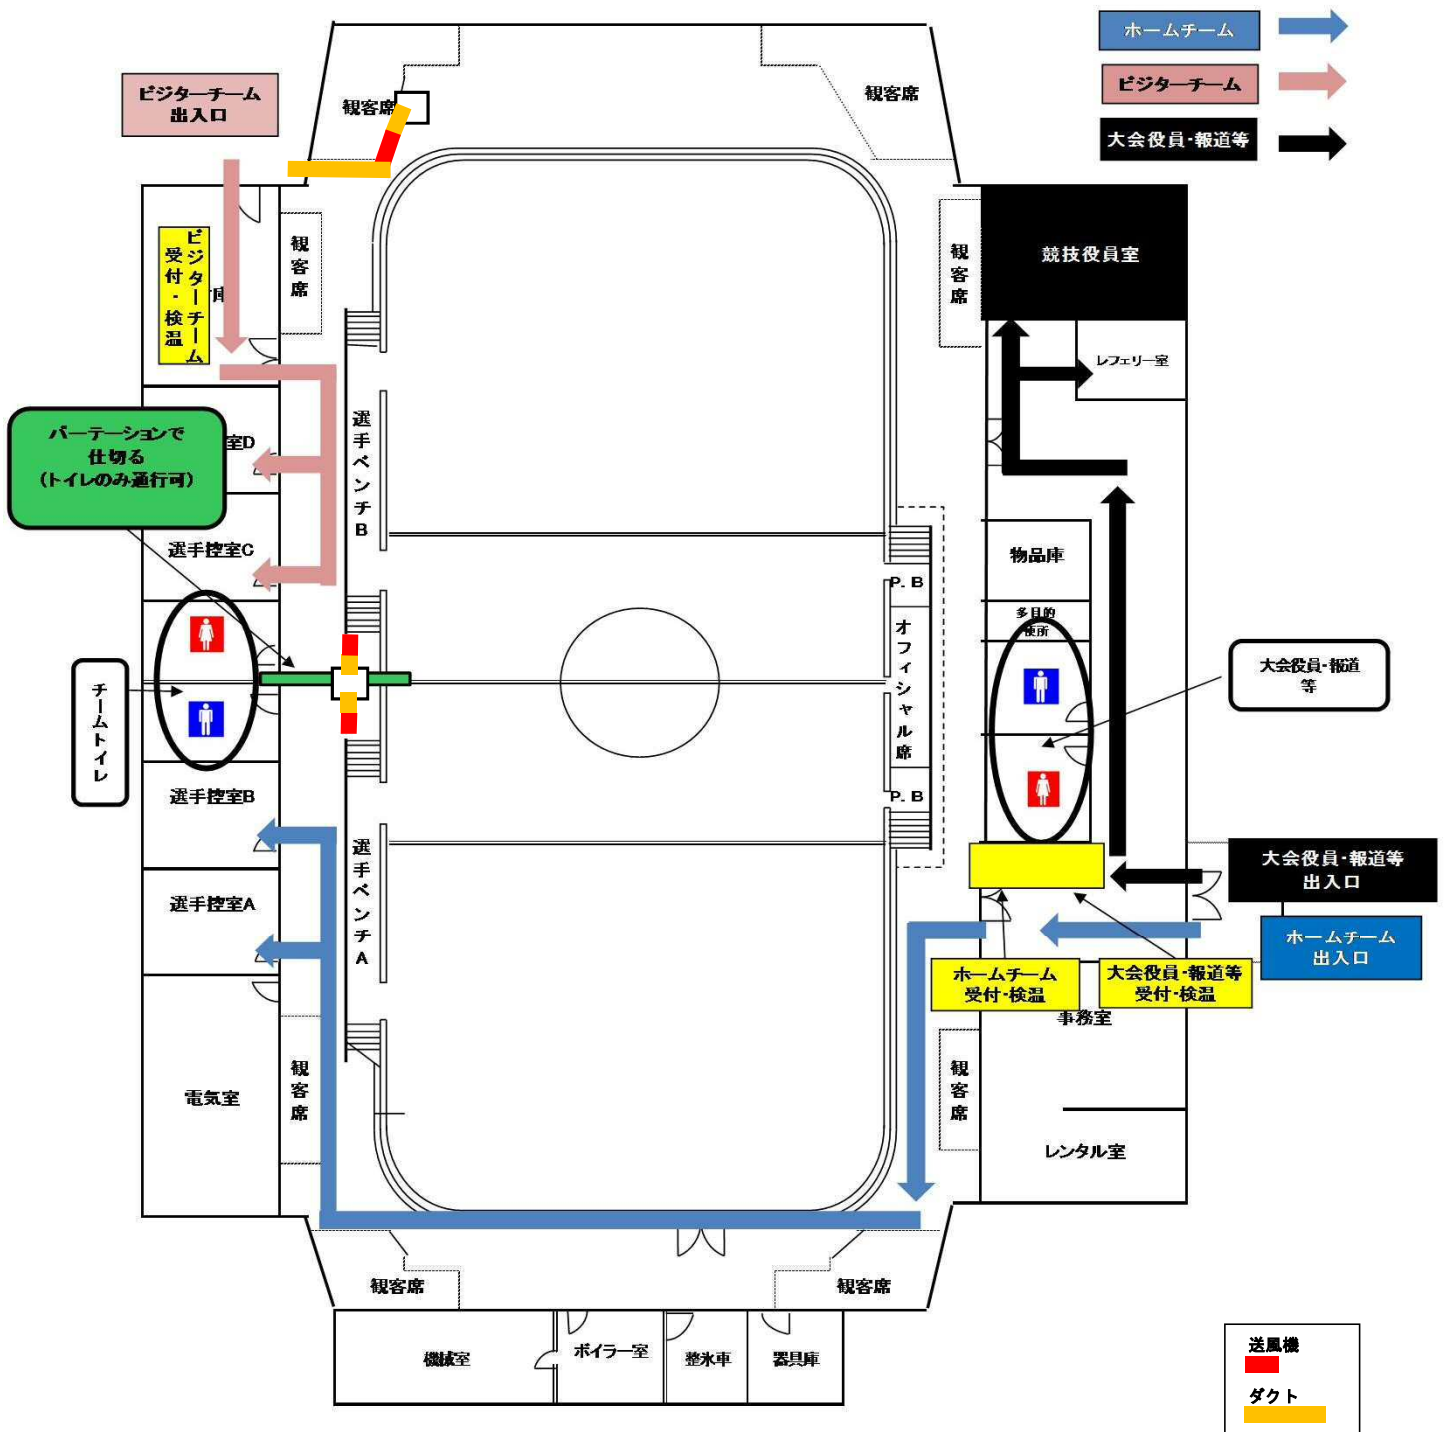 ホームチーム
ビジターチーム
大会役員・報道等
ビジターチーム
出入口
観客席
観客席
観客席
観客席
競技役員室
ビジターチーム
受付・検温
庫
レフェリー室
パーテーションで
仕切る
(トイレのみ通行可)
室D
選手ベンチB
選手控室C
物品庫
P.B
多目的
便所
オフィシャル席
大会役員・報道
等
チームトイレ
選手控室B
P.B
選手ベンチA
大会役員・報道等
出入口
選手控室A
ホームチーム
出入口
ホームチーム
受付・検温
大会役員・報道等
受付・検温
事務室
観客席
観客席
電気室
レンタル室
観客席
観客席
機械室
ボイラー室
整氷車
器具庫
送風機
ダクト